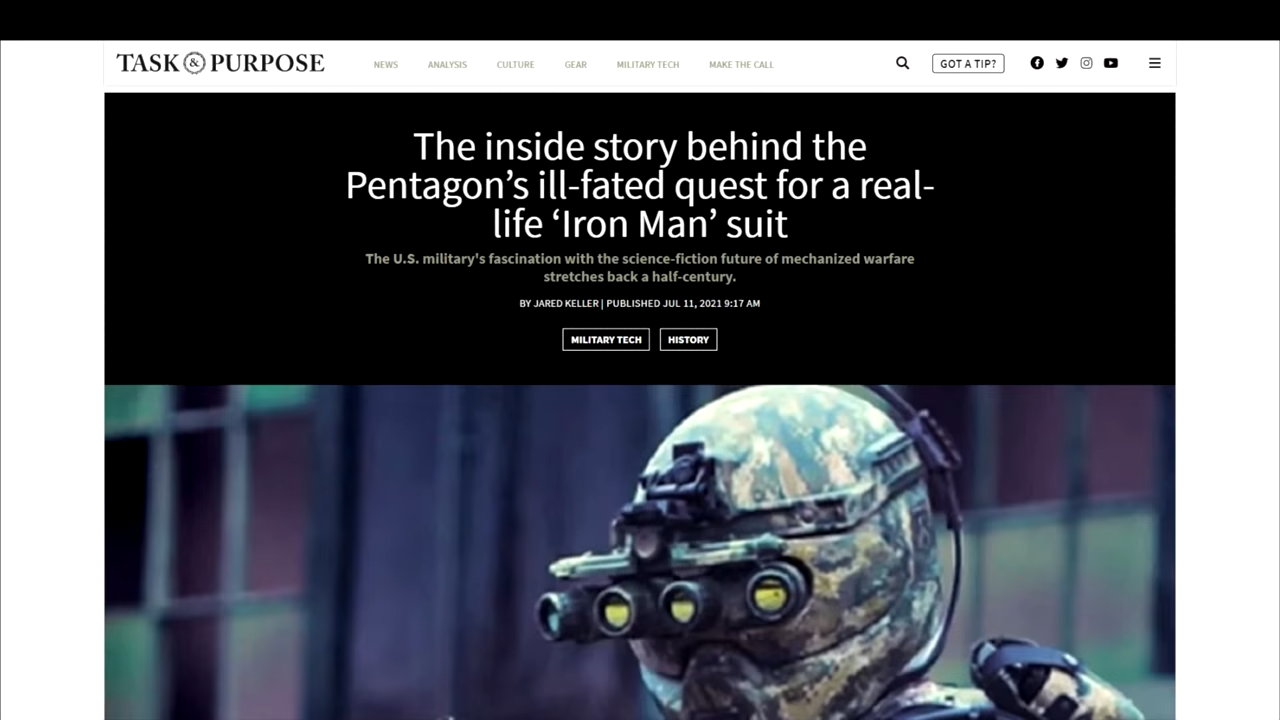 TASK & PURPOSE
NEWS ANALYSIS CULTURE GEAR MILITARY TECH MAKE THE CALL
GOT A TIP?
The inside story behind the
Pentagon’s ill-fated quest for a real-
life ‘Iron Man’ suit
The U.S. military's fascination with the science-fiction future of mechanized warfare
stretches back a half-century.
BY JARED KELLER | PUBLISHED JUL 11, 2021 9:17 AM
MILITARY TECH HISTORY